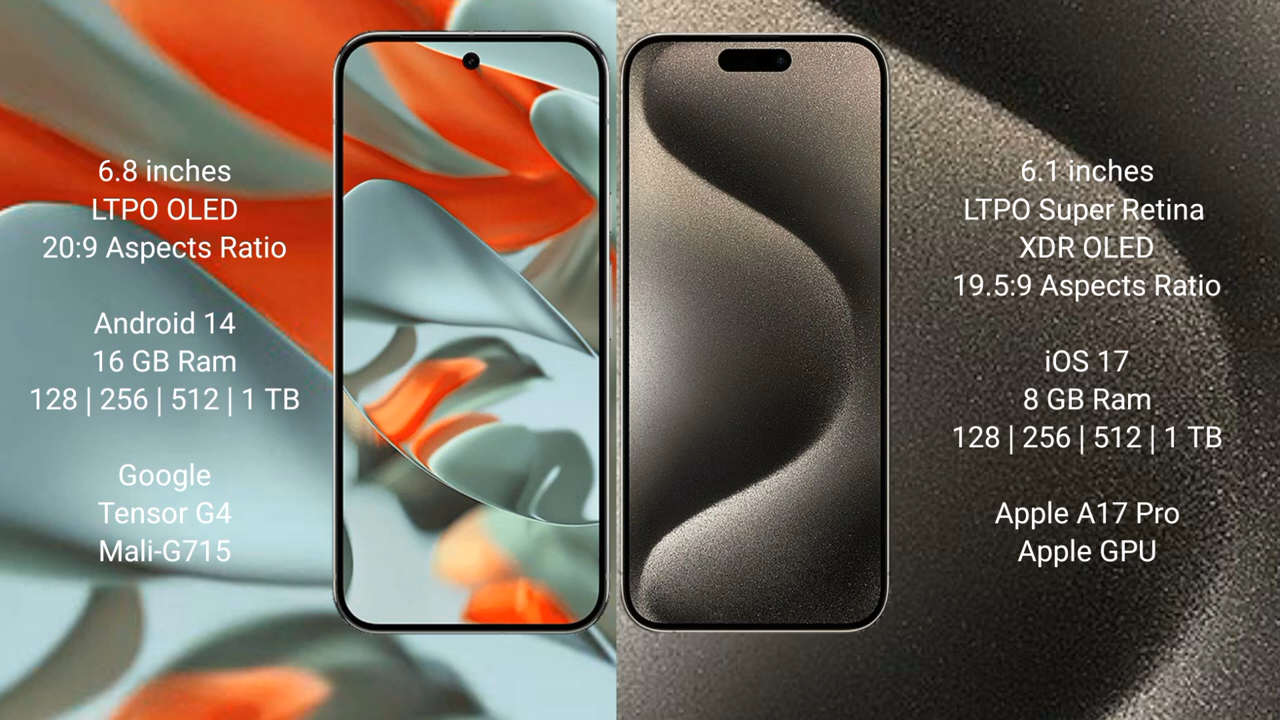 6.8 inches
LTPO OLED
20:9 Aspects Ratio
Android 14
16 GB Ram
128 | 256 | 512 | 1 TB
Google
Tensor G4
Mali-G715
6.1 inches
LTPO Super Retina
XDR OLED
19.5:9 Aspects Ratio
iOS 17
8 GB Ram
128 | 256 | 512 | 1 TB
Apple A17 Pro
Apple GPU